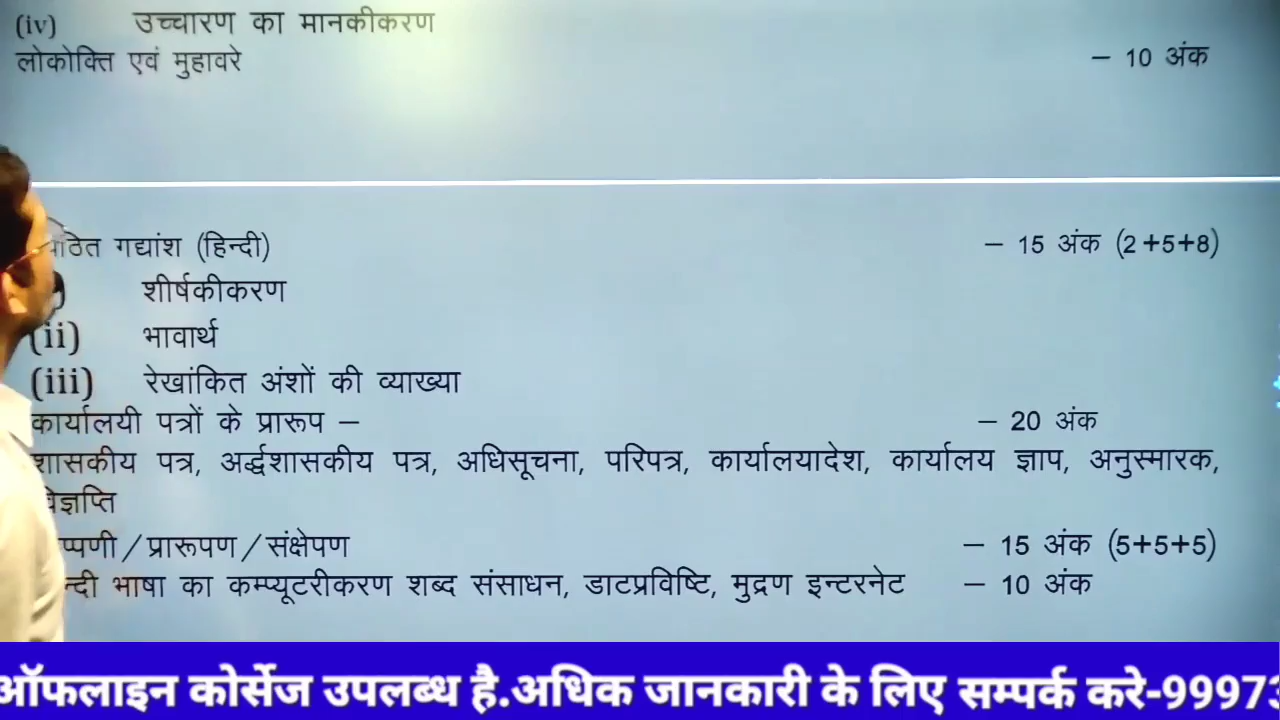 (iv) उच्चारण का मानकीकरण
लोकोक्ति एवं मुहावरे – 10 अंक
गद्यांश (हिन्दी) – 15 अंक (2+5+8)
शीर्षकीकरण
(ii) भावार्थ
(iii) रेखांकित अंशों की व्याख्या
कार्यालयी पत्रों के प्रारूप – – 20 अंक
शासकीय पत्र, अर्द्धशासकीय पत्र, अधिसूचना, परिपत्र, कार्यालयादेश, कार्यालय ज्ञाप, अनुस्मारक,
विज्ञप्ति
/प्रारूपण/संक्षेपण – 15 अंक (5+5+5)
भाषा का कम्प्यूटरीकरण शब्द संसाधन, डाटप्रविष्टि, मुद्रण इन्टरनेट – 10 अंक
ऑफलाइन कोर्सेज उपलब्ध है.अधिक जानकारी के लिए सम्पर्क करे-9997